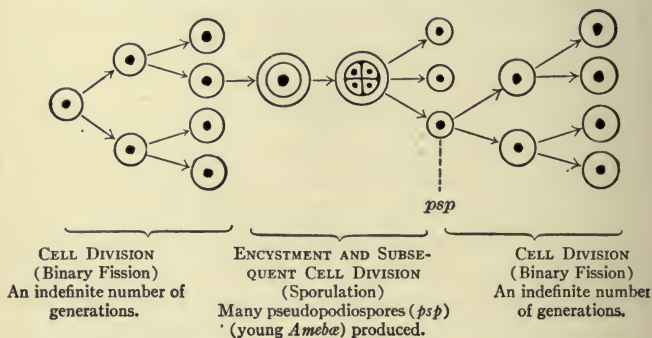 psp
CELL DIVISION
(Binary Fission)
An indefinite number of
generations.
ENCYSTMENT AND SUBSE-
QUENT CELL DIVISION
(Sporulation)
Many pseudopodiospores (psp)
(young Amebæ) produced.
CELL DIVISION
(Binary Fission)
An indefinite number
of generations.